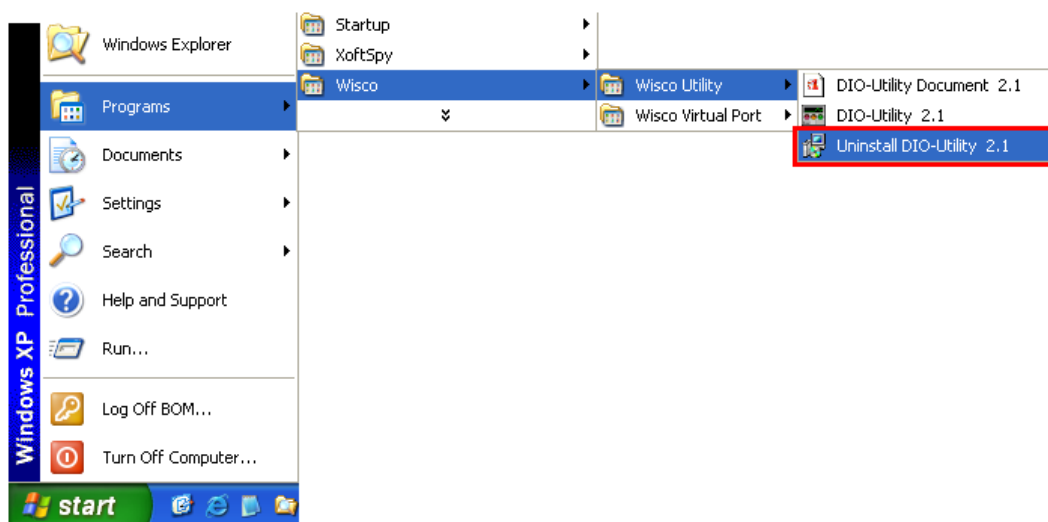 Windows Explorer
Programs
Documents
Settings
Search
Help and Support
Run...
Log Off BOM...
Turn Off Computer...
Windows XP Professional
start
Startup
XoftSpy
Wisco
Wisco Utility
Wisco Virtual Port
DIO-Utility Document 2.1
DIO-Utility 2.1
Uninstall DIO-Utility 2.1